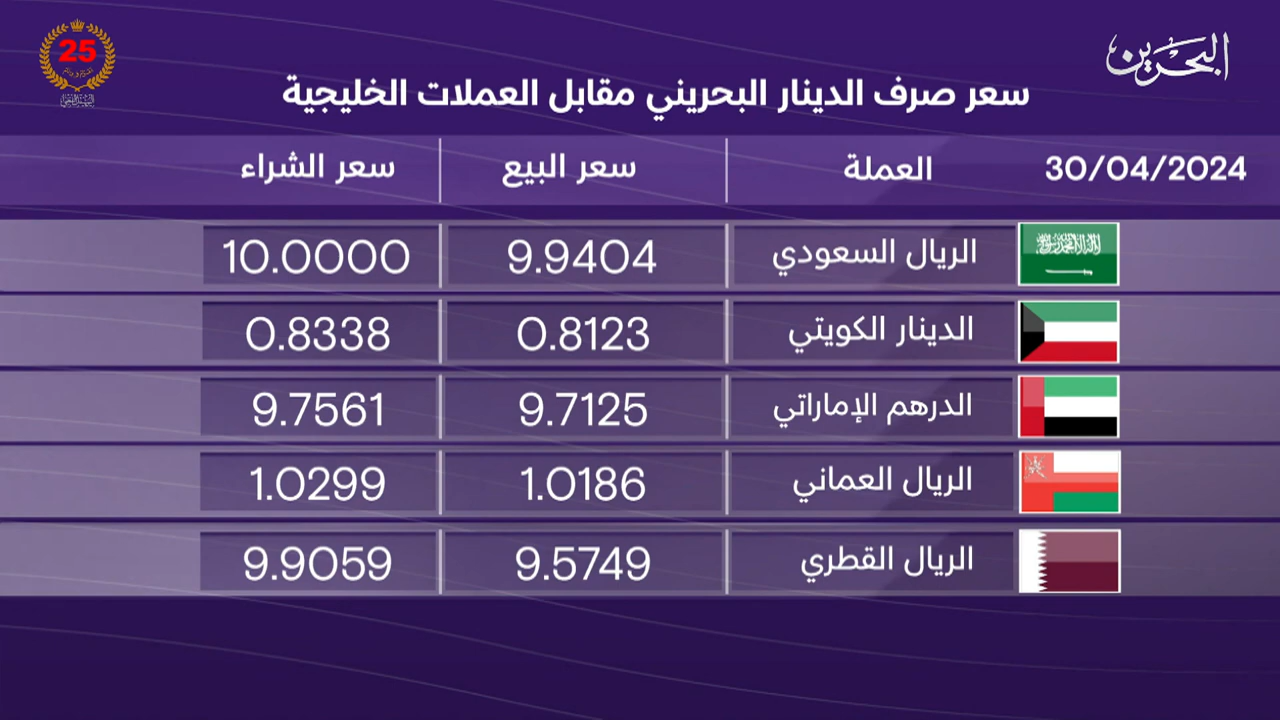 البحرين
25
سعر صرف الدينار البحريني مقابل العملات الخليجية
30/04/2024 العملة سعر البيع سعر الشراء
الريال السعودي 9.9404 10.0000
الدينار الكويتي 0.8123 0.8338
الدرهم الإماراتي 9.7125 9.7561
الريال العماني 1.0186 1.0299
الريال القطري 9.5749 9.9059